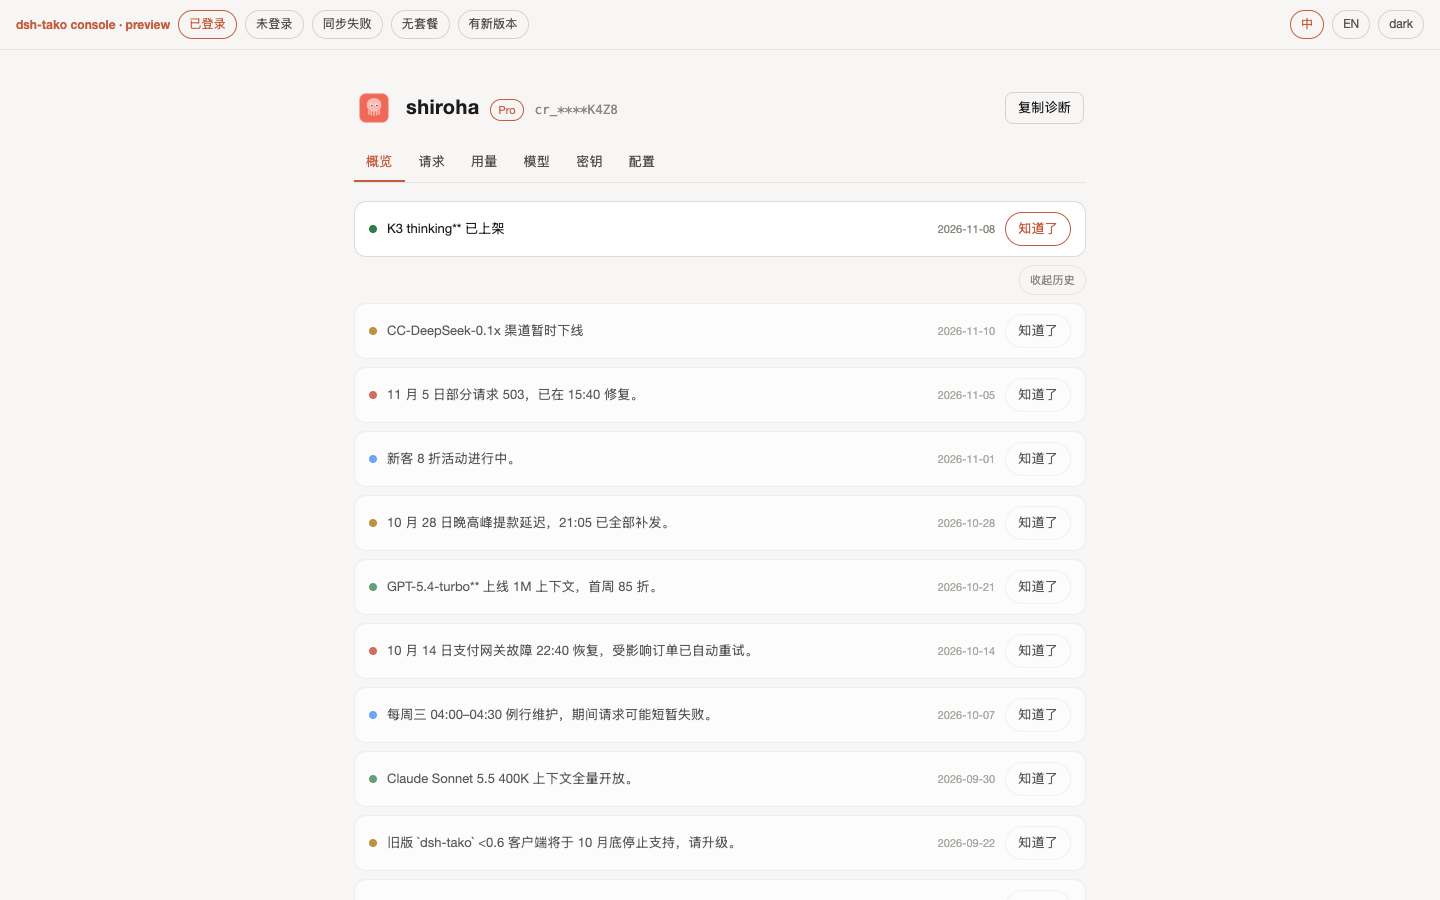 dsh-tako console · preview 已登录 未登录 同步失败 无套餐 有新版本 中 EN dark
shiroha Pro cr_****K4Z8 复制诊断
概览 请求 用量 模型 密钥 配置
K3 thinking** 已上架 2026-11-08 知道了
收起历史
CC-DeepSeek-0.1x 渠道暂时下线 2026-11-10 知道了
11 月 5 日部分请求 503，已在 15:40 修复。 2026-11-05 知道了
新客 8 折活动进行中。 2026-11-01 知道了
10 月 28 日晚高峰提款延迟，21:05 已全部补发。 2026-10-28 知道了
GPT-5.4-turbo** 上线 1M 上下文，首周 85 折。 2026-10-21 知道了
10 月 14 日支付网关故障 22:40 恢复，受影响订单已自动重试。 2026-10-14 知道了
每周三 04:00–04:30 例行维护，期间请求可能短暂失败。 2026-10-07 知道了
Claude Sonnet 5.5 400K 上下文全量开放。 2026-09-30 知道了
旧版 `dsh-tako` <0.6 客户端将于 10 月底停止支持，请升级。 2026-09-22 知道了